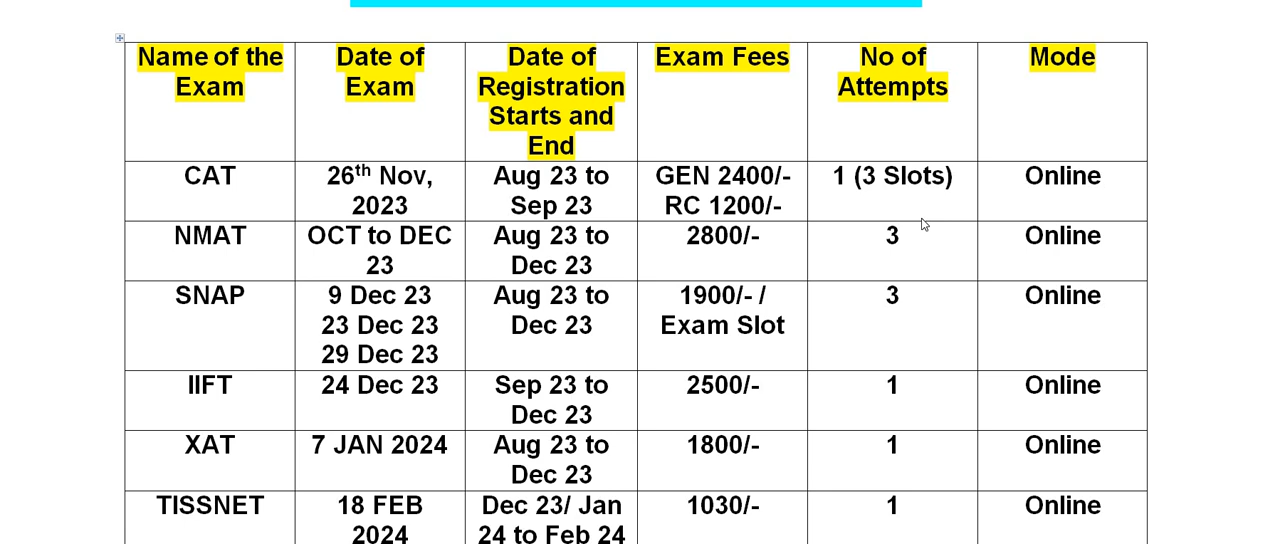 Name of the Exam | Date of Exam | Date of Registration Starts and End | Exam Fees | No of Attempts | Mode
CAT | 26th Nov, 2023 | Aug 23 to Sep 23 | GEN 2400/- RC 1200/- | 1 (3 Slots) | Online
NMAT | OCT to DEC 23 | Aug 23 to Dec 23 | 2800/- | 3 | Online
SNAP | 9 Dec 23 23 Dec 23 29 Dec 23 | Aug 23 to Dec 23 | 1900/- / Exam Slot | 3 | Online
IIFT | 24 Dec 23 | Sep 23 to Dec 23 | 2500/- | 1 | Online
XAT | 7 JAN 2024 | Aug 23 to Dec 23 | 1800/- | 1 | Online
TISSNET | 18 FEB 2024 | Dec 23/ Jan 24 to Feb 24 | 1030/- | 1 | Online